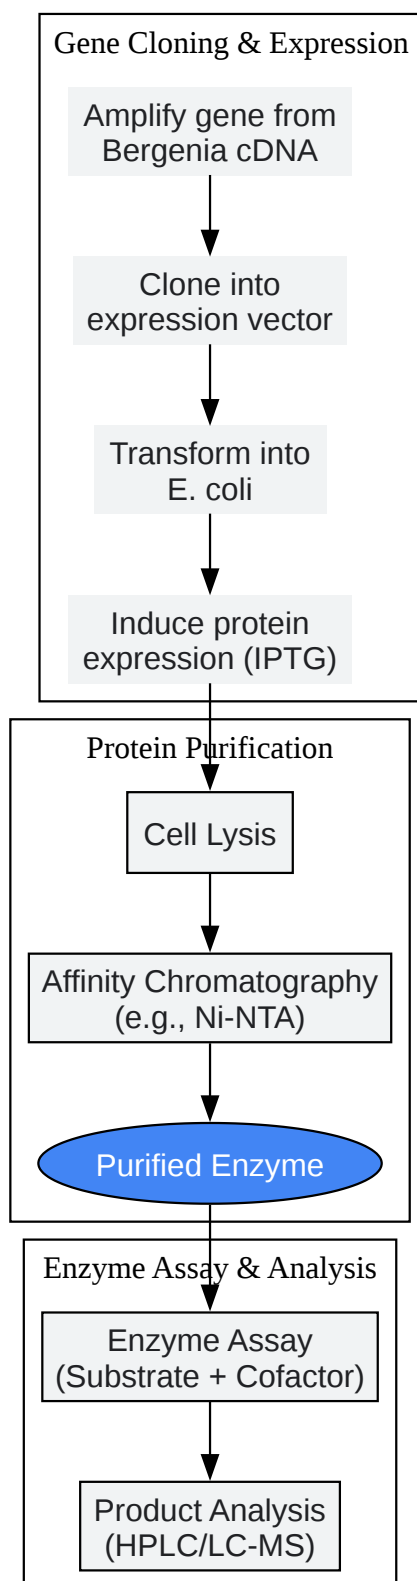 Gene Cloning & Expression
Amplify gene from
Bergenia cDNA
Clone into
expression vector
Transform into
E. coli
Induce protein
expression (IPTG)
Protein Purification
Cell Lysis
Affinity Chromatography
(e.g., Ni-NTA)
Purified Enzyme
Enzyme Assay & Analysis
Enzyme Assay
(Substrate + Cofactor)
Product Analysis
(HPLC/LC-MS)